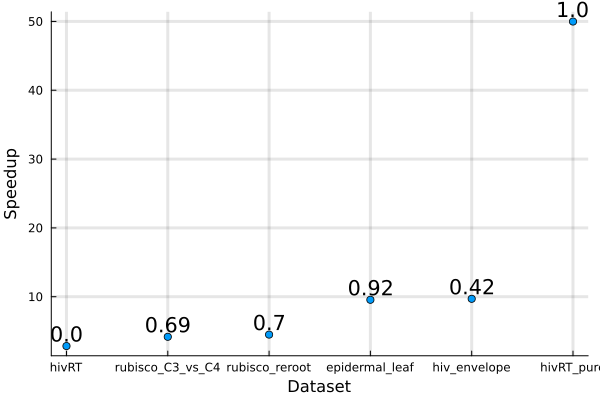 1.0
50
40
30
20
10
Speedup
0.92
0.42
0.69
0.7
0.0
hivRT
rubisco_C3_vs_C4
rubisco_reroot
epidermal_leaf
hiv_envelope
hivRT_pure
Dataset